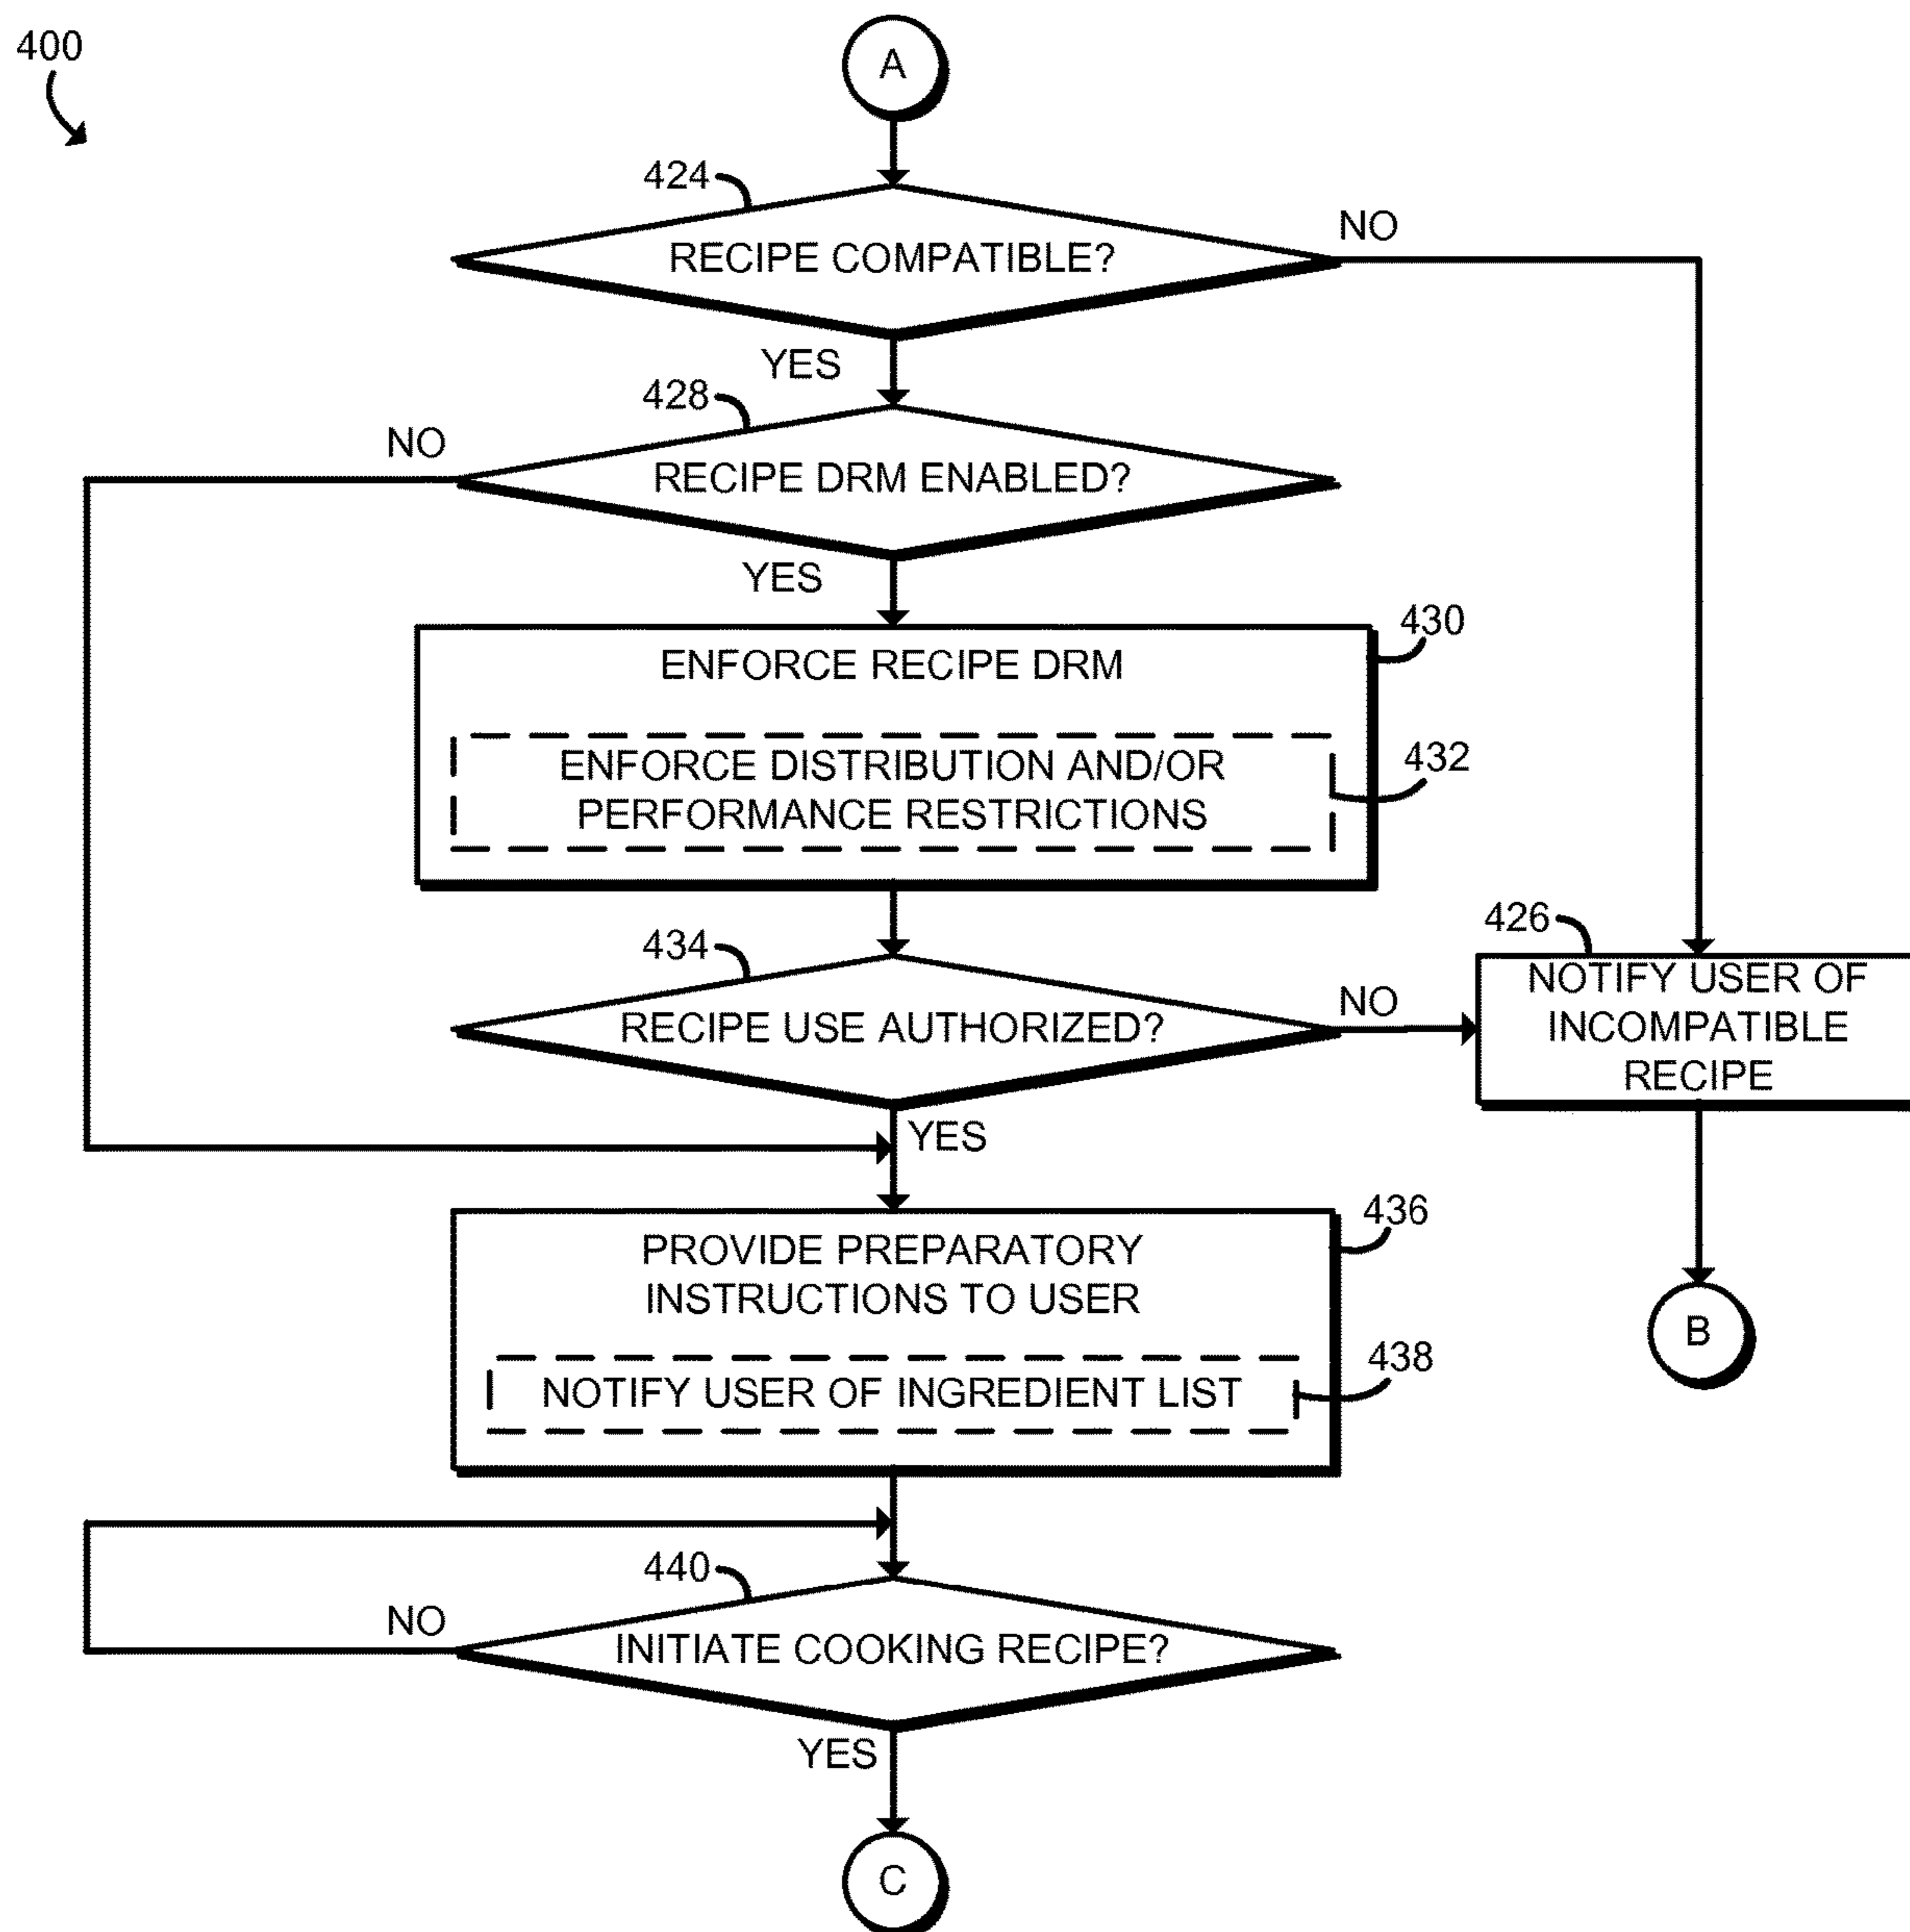 400
A
424
NO
RECIPE COMPATIBLE?
YES
428
NO
RECIPE DRM ENABLED?
YES
430
ENFORCE RECIPE DRM
432
ENFORCE DISTRIBUTION AND/OR
PERFORMANCE RESTRICTIONS
434
426
NO
NOTIFY USER OF
INCOMPATIBLE
RECIPE
RECIPE USE AUTHORIZED?
YES
436
PROVIDE PREPARATORY
INSTRUCTIONS TO USER
B
438
NOTIFY USER OF INGREDIENT LIST
440
NO
INITIATE COOKING RECIPE?
YES
C